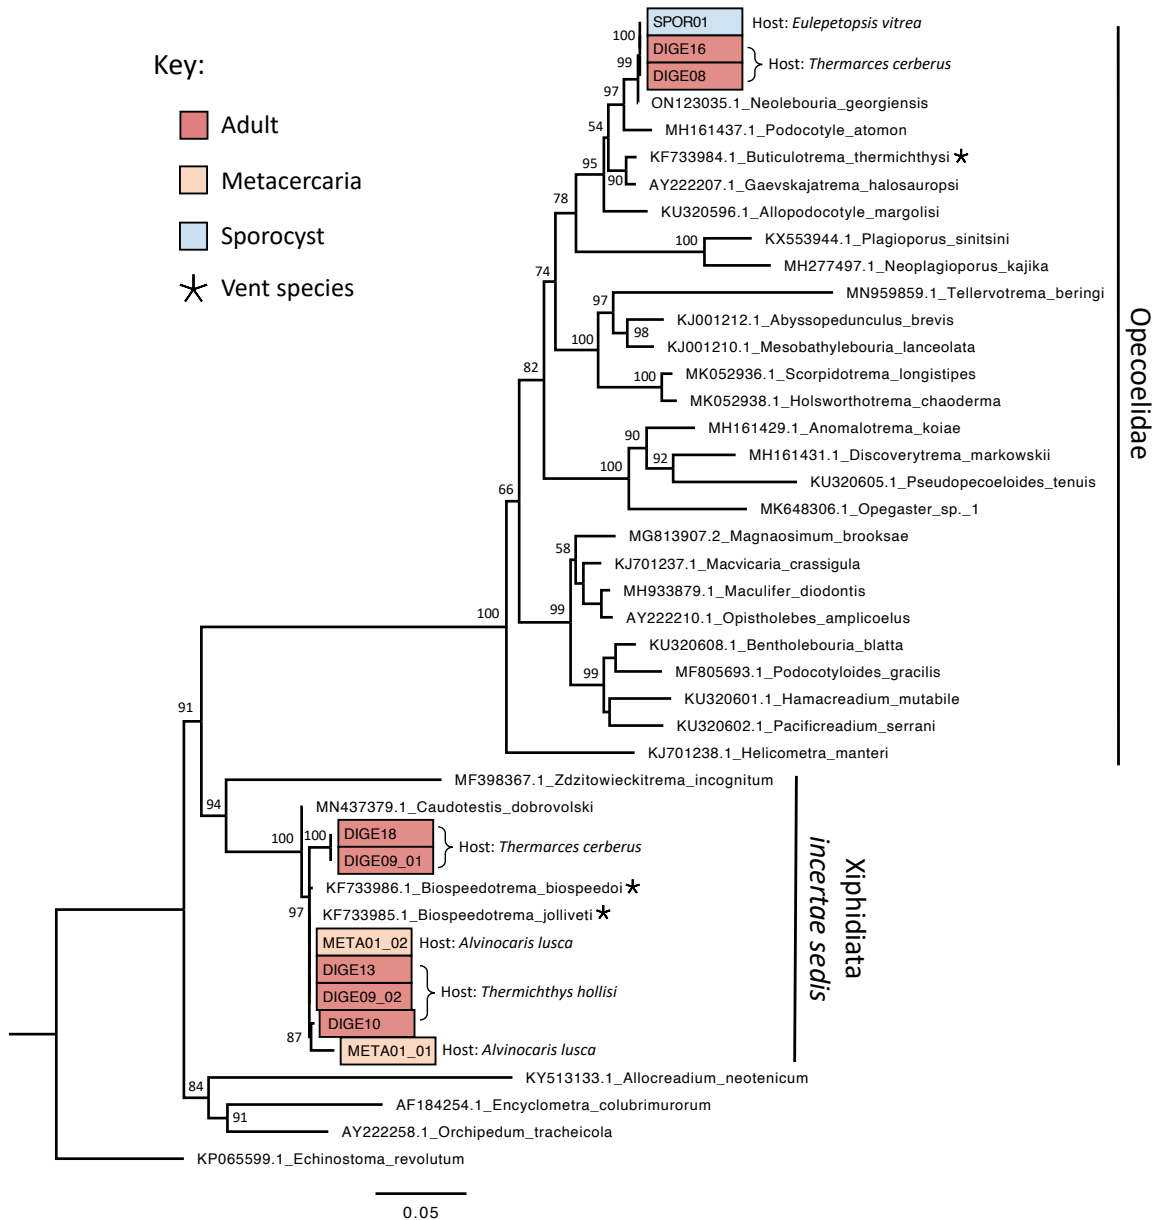 Key:
Adult
Metacercaria
Sporocyst
Vent species
SPOR01 Host: Eulepetopsis vitrea
DIGE16
Host: Thermarces cerberus
DIGE08
ON123035.1_Neolebouria_georgiensis
MH161437.1_Podocotyle_atomon
KF733984.1_Buticulotrema_thermichthysi
AY222207.1_Gaevskajatrema_halosauropsi
KU320596.1_Allopodocotyle_margolisi
KX553944.1_Plagioporus_sinitsini
MH277497.1_Neoplagioporus_kajika
MN959859.1_Tellervotrema_beringi
KJ001212.1_Abyssopedunculus_brevis
KJ001210.1_Mesobathylebouria_lanceolata
MK052936.1_Scorpidotrema_longistipes
MK052938.1_Holsworthotrema_chaoderma
MH161429.1_Anomalotrema_koiae
MH161431.1_Discoverytrema_markowskii
KU320605.1_Pseudopecoeloides_tenuis
MK648306.1_Opegaster_sp._1
MG813907.2_Magnaosimum_brooksae
KJ701237.1_Macvicaria_crassigula
MH933879.1_Maculifer_diodontis
AY222210.1_Opistholebes_amplicoelus
KU320608.1_Bentholebouria_blatta
MF805693.1_Podocotyloides_gracilis
KU320601.1_Hamacreadium_mutabile
KU320602.1_Pacificreadium_serrani
KJ701238.1_Helicometra_manteri
Opecoelidae
MF398367.1_Zdzitowieckitrema_incognitum
MN437379.1_Caudotestis_dobrovolski
DIGE18
Host: Thermarces cerberus
DIGE09_01
KF733986.1_Biospeedotrema_biospeedoi
KF733985.1_Biospeedotrema_jolliveti
META01_02 Host: Alvinocaris lusca
DIGE13
Host: Thermichthys hollisi
DIGE09_02
DIGE10
META01_01 Host: Alvinocaris lusca
Xiphidiata
incertae sedis
KY513133.1_Allocreadium_neotenicum
AF184254.1_Encyclometra_colubrimurorum
AY222258.1_Orchipedum_tracheicola
KP065599.1_Echinostoma_revolutum
100
99
97
54
95
90
78
100
74
97
98
100
100
82
90
92
100
66
58
99
99
100
91
94
100
100
97
87
84
91
0.05